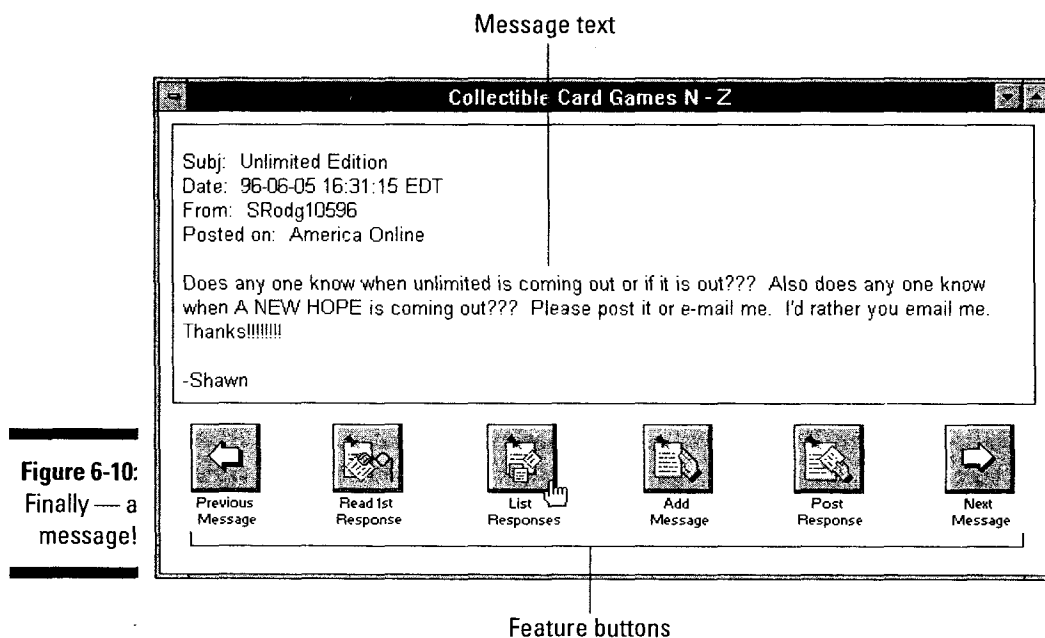 Message text
Collectible Card Games N - Z
Subj: Unlimited Edition
Date: 96-06-05 16:31:15 EDT
From: SRodg10596
Posted on: America Online
Does any one know when unlimited is coming out or if it is out??? Also does any one know
when A NEW HOPE is coming out??? Please post it or e-mail me. I'd rather you email me.
Thanks!!!!!!!!
-Shawn
Figure 6-10:
Finally — a
message!
Previous
Message
Read 1st
Response
List
Responses
Add
Message
Post
Response
Next
Message
Feature buttons